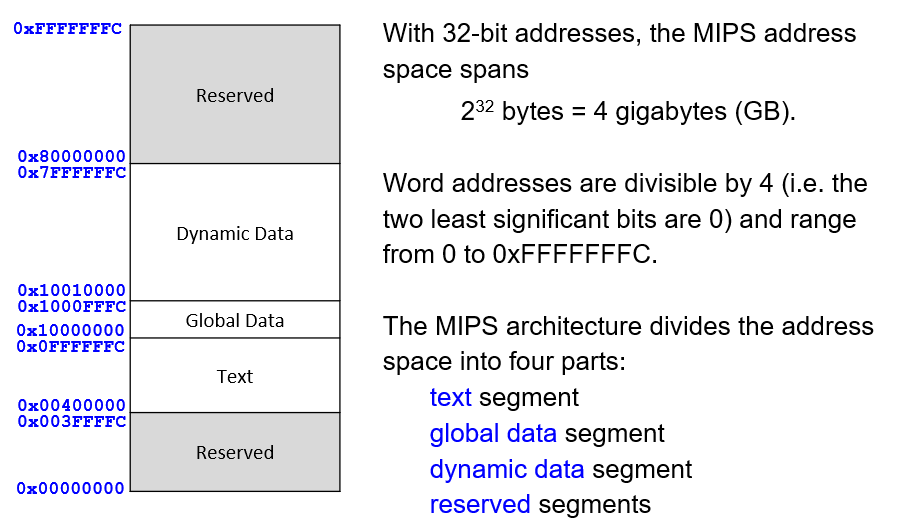 0xFFFFFFFC
Reserved
0x80000000
0x7FFFFFFC
Dynamic Data
0x10010000
0x1000FFFC
Global Data
0x10000000
0x0FFFFFFC
Text
0x00400000
0x003FFFFC
Reserved
0x00000000
With 32-bit addresses, the MIPS address
space spans
2³² bytes = 4 gigabytes (GB).
Word addresses are divisible by 4 (i.e. the
two least significant bits are 0) and range
from 0 to 0xFFFFFFFC.
The MIPS architecture divides the address
space into four parts:
text segment
global data segment
dynamic data segment
reserved segments